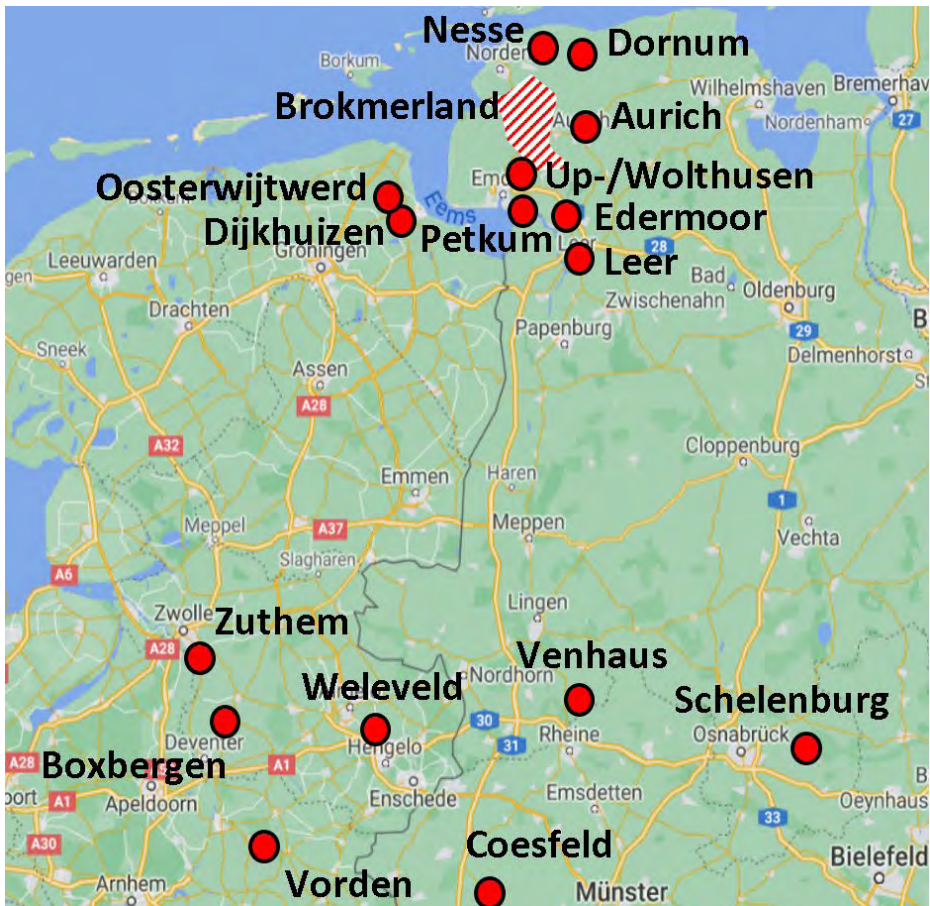 Nesse
Norden
Dornum
Borkum
Wilhelmshaven
Bremerhav
Brokmerland
Aurich
Nordenham
27
Up-/Wolthusen
Oosterwijtwerd
Eems
Dijkhuizen
Petkum
Edermoor
Groningen
Leer
28
Leeuwarden
gen
Bad
Zwischenahn
Oldenburg
Drachten
Papenburg
B
29
Sneek
Delmenhorst
Assen
St
A28
A32
Cloppenburg
Emmen
Haren
1
Meppel
A37
Meppen
Vechta
Slagharen
A6
Lingen
Zwolle
Zuthem
A28
Venhaus
Nordhorn
Weleveld
Schelenburg
30
31
Rheine
Osnabrück
Deventer
Hengelo
A28
Boxbergen
A1
Enschede
Apeldoorn
A1
oort
Emsdetten
B
Oeynhaus
33
A30
Coesfeld
Bielefeld
Vorden
Arnhem
Münster